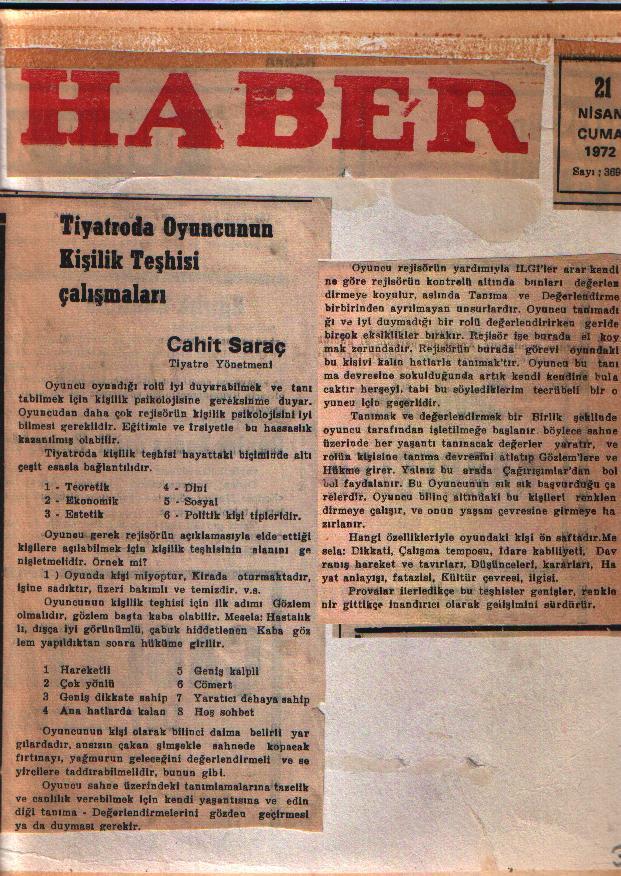 HABER
21
NİSAN
CUMA
1972
Sayı : 369
Tiyatroda Oyuncunun
Kişilik Teşhisi
çalışmaları
Cahit Saraç
Tiyatro Yönetmeni
Oyuncu oynadığı rolü iyi duyurabilmek ve tanı
tabilmek için kişilik psikolojisine gereksinme duyar.
Oyuncudan daha çok rejisörün kişilik psikolojisini iyi
bilmesi gereklidir. Eğitimle ve irsiyetle bu hassaslık
kazanılmış olabilir.
Tiyatroda kişilik teşhisi hayattaki biçiminde altı
çeşit esasla bağlantılıdır.
1 - Teoretik 4 - Dini
2 - Ekonomik 5 - Sosyal
3 - Estetik 6 - Politik kişi tipleridir.
Oyuncu gerek rejisörün açıklamasıyla elde ettiği
kişilere açılabilmek için kişilik teşhisinin alanını ge
nişletmelidir. Örnek mi?
1 ) Oyunda kişi miyoptur, Kirada oturmaktadır,
işine sadıktır, üzeri bakımlı ve temizdir. v.s.
Oyuncunun kişilik teşhisi için ilk adımı Gözlem
olmalıdır, gözlem başta kaba olabilir. Mesela: Hastalık
lı, dışça iyi görünümlü, çabuk hiddetlenen Kaba göz
lem yapıldıktan sonra hüküme girilir.
1 Hareketli 5 Geniş kalpli
2 Çok yönlü 6 Cömert
3 Geniş dikkate sahip 7 Yaratıcı dehaya sahip
4 Ana hatlarda kalan 8 Hoş sohbet
Oyuncunun kişi olarak bilinci daima belirli yar
gılardadır, ansızın çakan şimşekle sahnede kopacak
fırtınayı, yağmurun geleceğini değerlendirmeli ve se
yircilere taddırabilmelidir, bunun gibi.
Oyuncu sahne üzerindeki tanımlamalarına tazelik
ve canlılık verebilmek için kendi yaşantısına ve edin
diği tanıma - Değerlendirmelerini gözden geçirmesi
ya da duyması gerekir.
Oyuncu rejisörün yardımıyla İLGİ'ler arar kendi
ne göre rejisörün kontrolü altında bunları değerlen
dirmeye koyulur, aslında Tanıma ve Değerlendirme
birbirinden ayrılmayan unsurlardır. Oyuncu tanımadı
ğı ve iyi duymadığı bir rolü değerlendirirken geride
birçok eksiklikler bırakır. Rejisör ise burada el koy
mak zorundadır. Rejisörün burada görevi oyundaki
bu kişiyi kalın hatlarla tanımak'tır. Oyuncu bu tanı
ma devresine sokulduğunda artık kendi kendine bula
caktır herşeyi. tabi bu söylediklerim tecrübeli bir o
yuncu için geçerlidir.
Tanımak ve değerlendirmek bir Birlik şeklinde
oyuncu tarafından işletilmeğe başlanır. böylece sahne
üzerinde her yaşantı tanınacak değerler yaratır, ve
rolün kişisine tanıma devresini atlatıp Gözlem'lere ve
Hükme girer. Yalnız bu arada Çağırışımlar'dan bol
bol faydalanır. Bu Oyuncunun sık sık başvurduğu ça
relerdir. Oyuncu bilinç altındaki bu kişileri renklen
dirmeye çalışır, ve onun yaşam çevresine girmeye ha
zırlanır.
Hangi özellikleriyle oyundaki kişi ön saftadır. Me
sela: Dikkati, Çalışma temposu, İdare kabiliyeti, Dav
ranış hareket ve tavırları, Düşünceleri, kararları, Ha
yat anlayışı, fatazisi, Kültür çevresi, ilgisi.
Provalar ilerledikçe bu teşhisler genişler, renkle
nir gittikçe inandırıcı olarak gelişimini sürdürür.